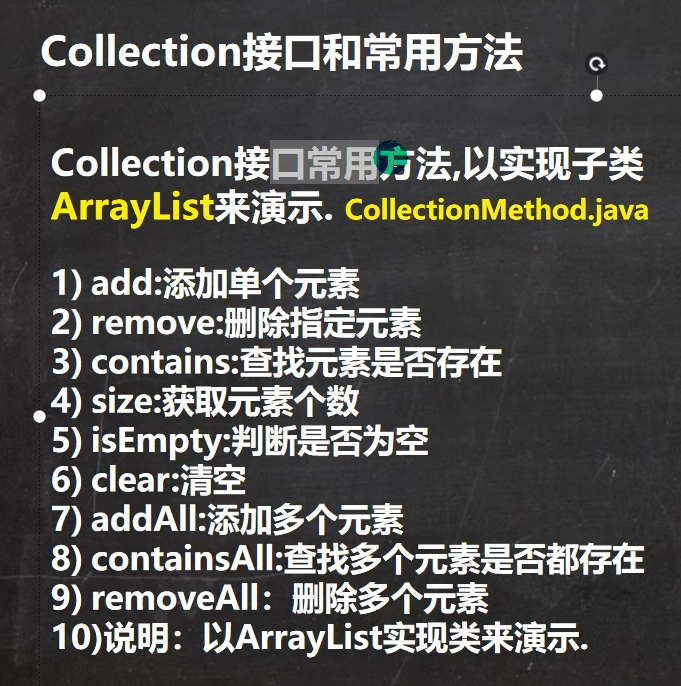 Collection接口和常用方法
Collection接口常用方法,以实现子类
ArrayList来演示. CollectionMethod.java
1) add:添加单个元素
2) remove:删除指定元素
3) contains:查找元素是否存在
4) size:获取元素个数
5) isEmpty:判断是否为空
6) clear:清空
7) addAll:添加多个元素
8) containsAll:查找多个元素是否都存在
9) removeAll：删除多个元素
10)说明：以ArrayList实现类来演示.